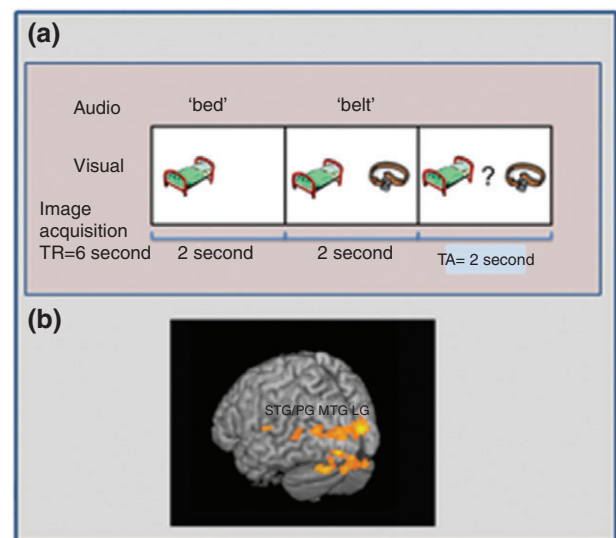 (a)
Audio ‘bed’ ‘belt’
Visual ?
Image
acquisition
TR=6 second 2 second 2 second TA= 2 second
(b)
STG/PG MTG LG